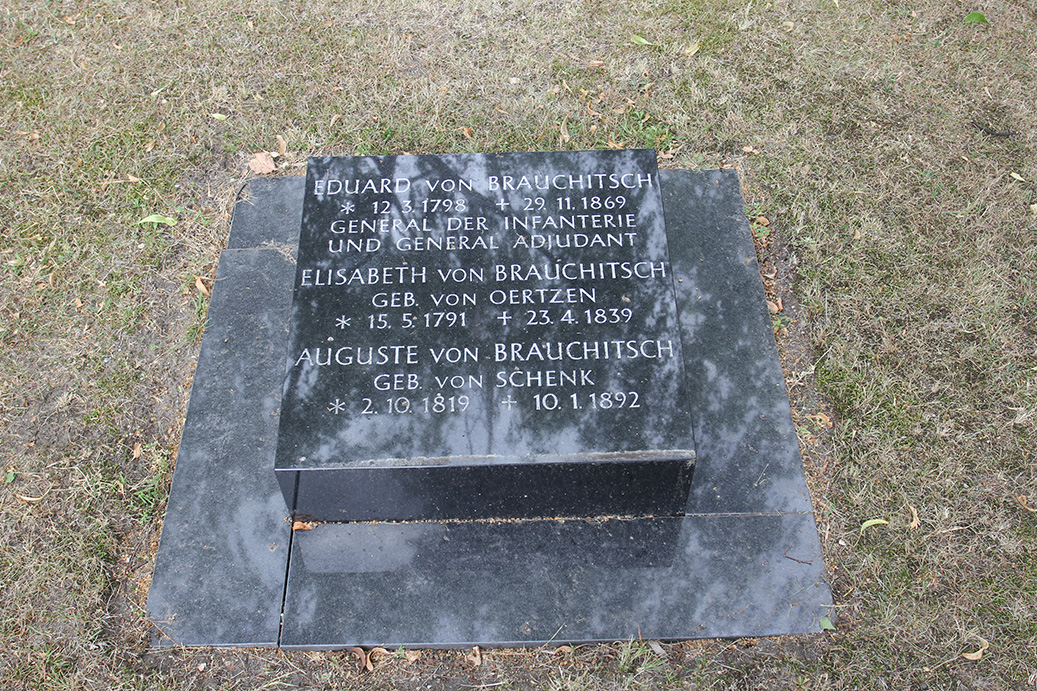 EDUARD VON BRAUCHITSCH
* 12.3.1798 + 29.11.1869
GENERAL DER INFANTERIE
UND GENERAL ADJUDANT
ELISABETH VON BRAUCHITSCH
GEB. VON OERTZEN
* 15.5.1791 + 23.4.1839
AUGUSTE VON BRAUCHITSCH
GEB. VON SCHENK
* 2.10.1819 + 10.1.1892